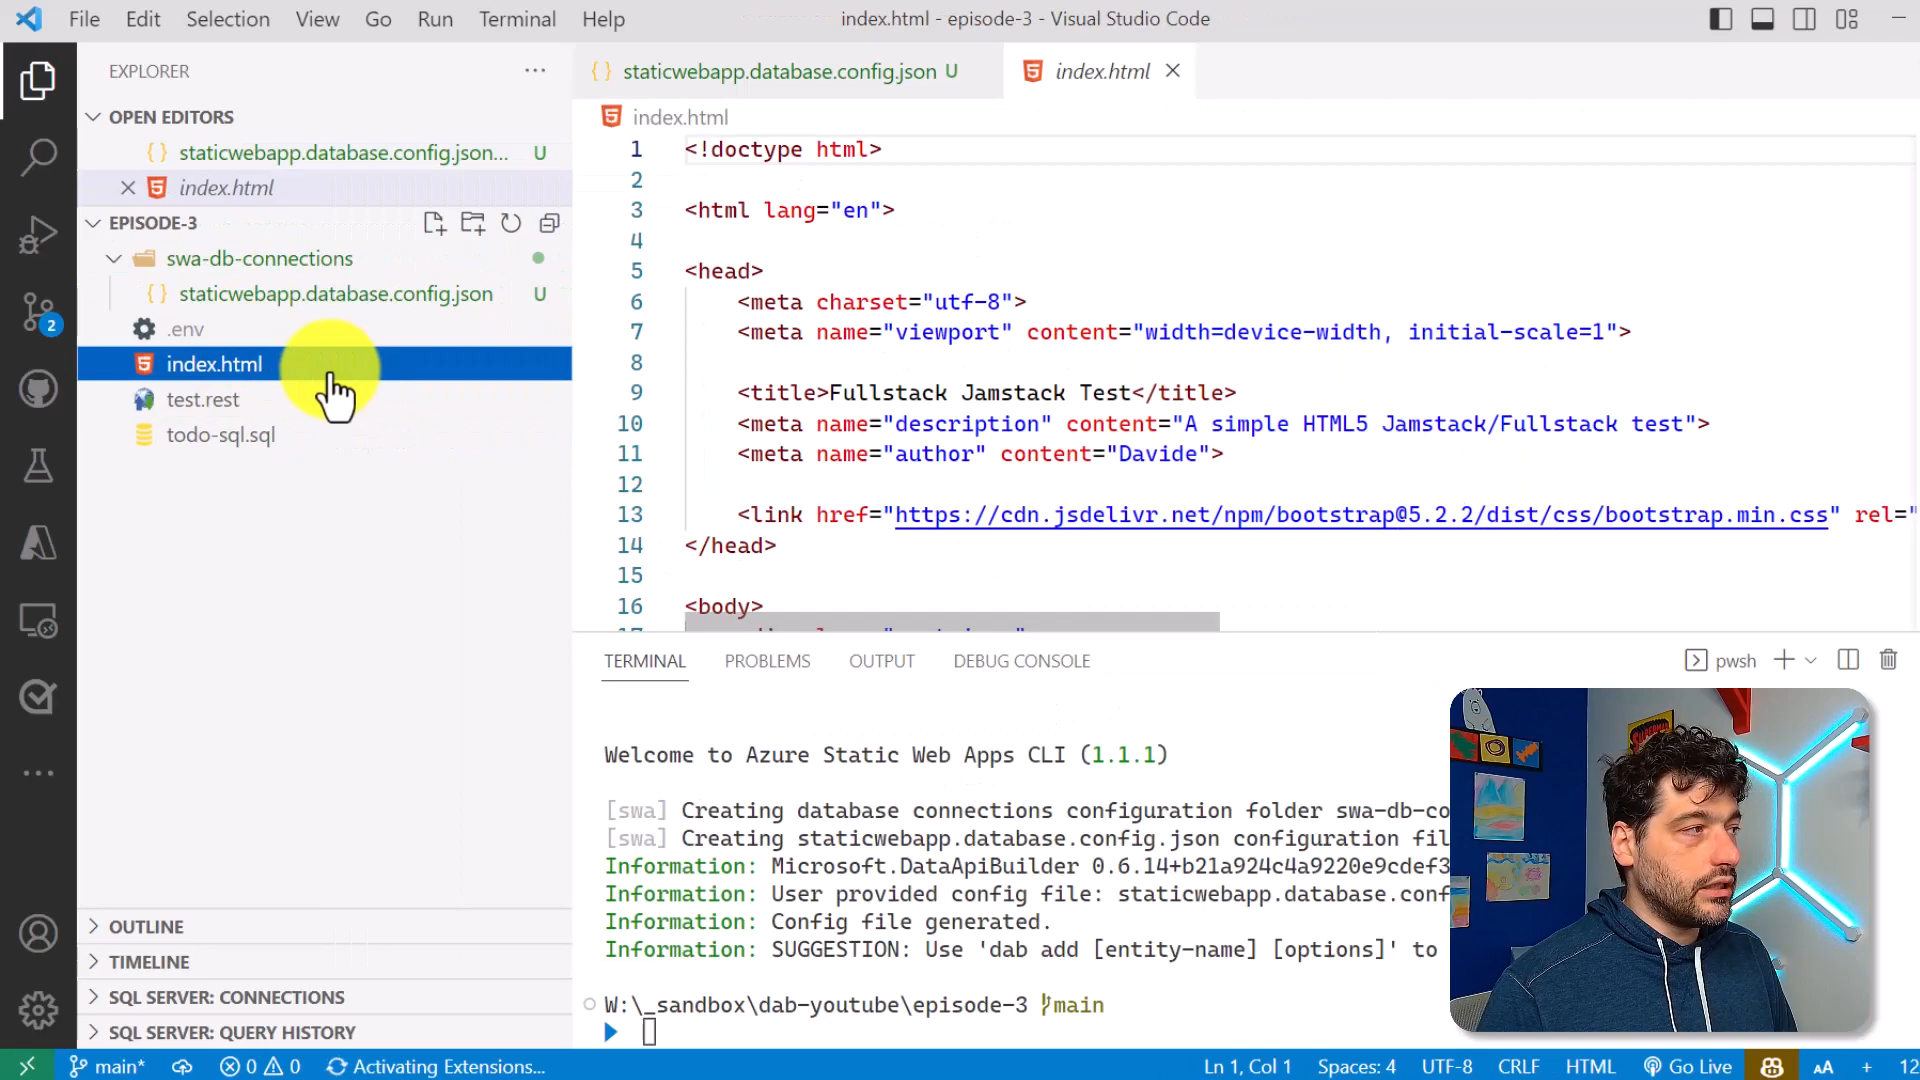 File Edit Selection View Go Run Terminal Help index.html - episode-3 - Visual Studio Code
EXPLORER
OPEN EDITORS
{} staticwebapp.database.config.json... U
index.html
EPISODE-3
swa-db-connections
{} staticwebapp.database.config.json U
.env
index.html
test.rest
todo-sql.sql
OUTLINE
TIMELINE
SQL SERVER: CONNECTIONS
SQL SERVER: QUERY HISTORY
2
{} staticwebapp.database.config.json U index.html
index.html
1 <!doctype html>
2
3 <html lang="en">
4
5 <head>
6 <meta charset="utf-8">
7 <meta name="viewport" content="width=device-width, initial-scale=1">
8
9 <title>Fullstack Jamstack Test</title>
10 <meta name="description" content="A simple HTML5 Jamstack/Fullstack test">
11 <meta name="author" content="Davide">
12
13 <link href="https://cdn.jsdelivr.net/npm/bootstrap@5.2.2/dist/css/bootstrap.min.css" rel="
14 </head>
15
16 <body>
TERMINAL PROBLEMS OUTPUT DEBUG CONSOLE pwsh
Welcome to Azure Static Web Apps CLI (1.1.1)
[swa] Creating database connections configuration folder swa-db-co
[swa] Creating staticwebapp.database.config.json configuration fil
Information: Microsoft.DataApiBuilder 0.6.14+b21a924c4a9220e9cdef3
Information: User provided config file: staticwebapp.database.conf
Information: Config file generated.
Information: SUGGESTION: Use 'dab add [entity-name] [options]' to
W:\_sandbox\dab-youtube\episode-3 main
main* 0 0 Activating Extensions... Ln 1, Col 1 Spaces: 4 UTF-8 CRLF HTML Go Live AA + 12